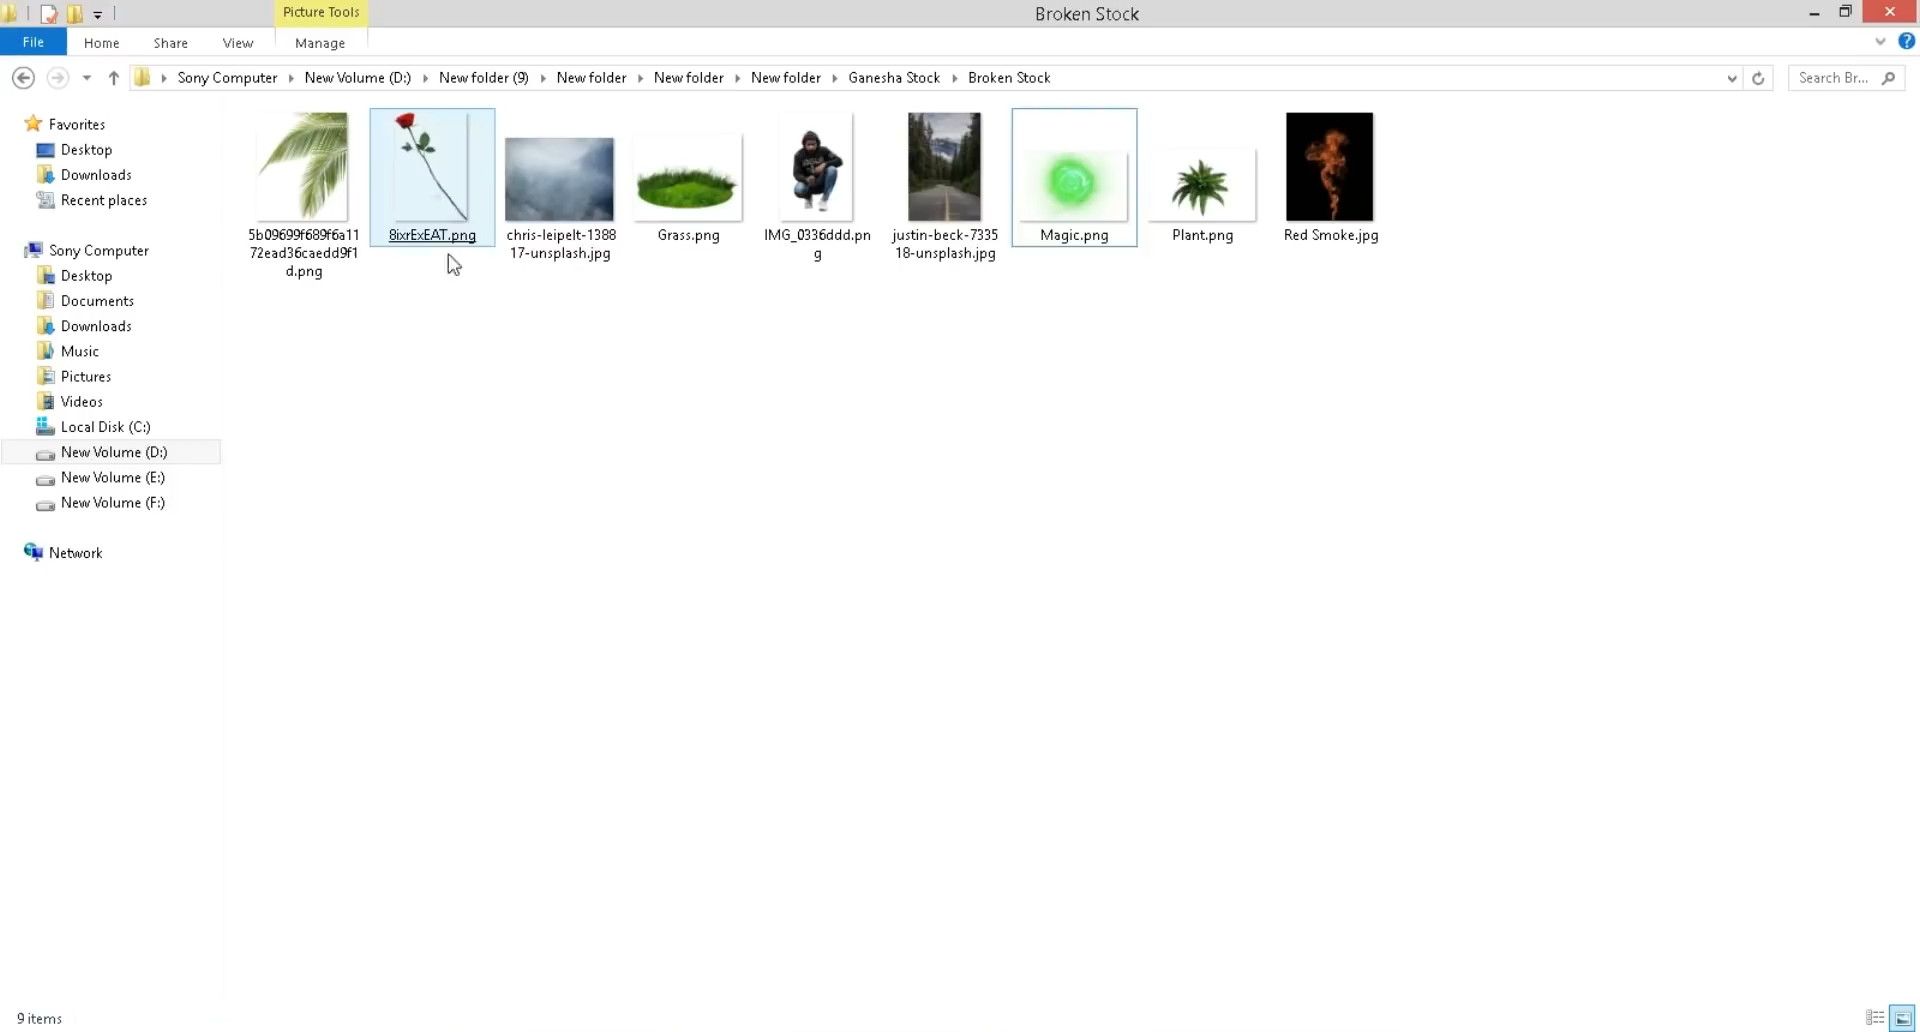 Picture Tools
Broken Stock
File
Home
Share
View
Manage
Sony Computer
New Volume (D:)
New folder (9)
New folder
New folder
New folder
Ganesha Stock
Broken Stock
Search Br...
Favorites
Desktop
Downloads
Recent places
Sony Computer
Desktop
Documents
Downloads
Music
Pictures
Videos
Local Disk (C:)
New Volume (D:)
New Volume (E:)
New Volume (F:)
Network
5b09699f689f6a11
72ead36caedd9f1
d.png
8ixrExEAT.png
chris-leipelt-1388
17-unsplash.jpg
Grass.png
IMG_0336ddd.pn
g
justin-beck-7335
18-unsplash.jpg
Magic.png
Plant.png
Red Smoke.jpg
9 items